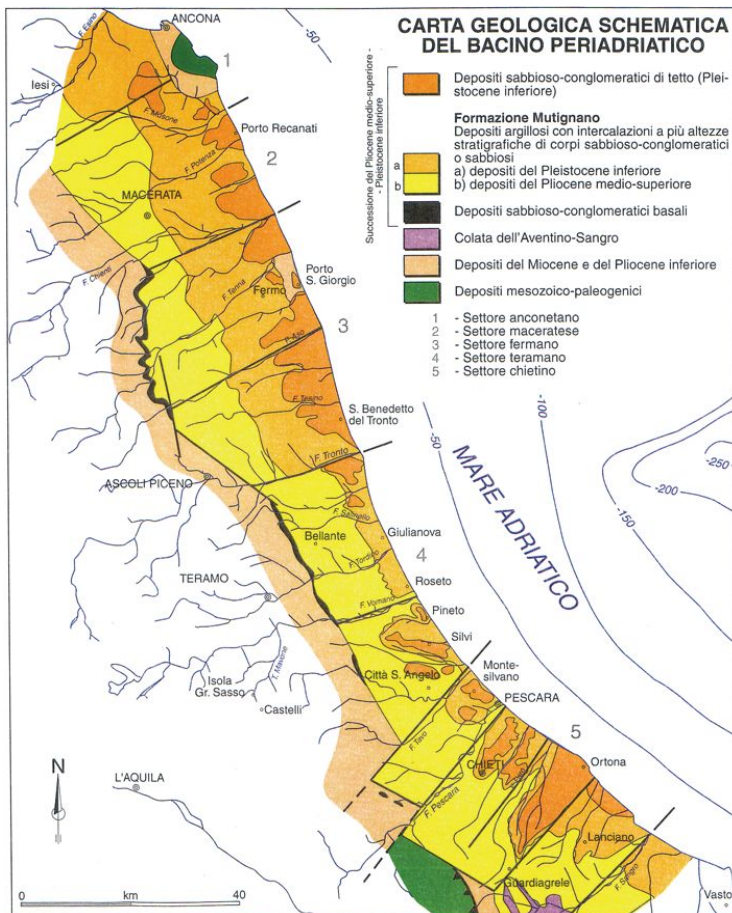 CARTA GEOLOGICA SCHEMATICA
DEL BACINO PERIADRIATICO
Successione del Pliocene medio-superiore -
- Pleistocene inferiore
Depositi sabbioso-conglomeratici di tetto (Plei-
stocene inferiore)
Formazione Mutignano
Depositi argillosi con intercalazioni a più altezze
stratigrafiche di corpi sabbioso-conglomeratici
o sabbiosi
a
a) depositi del Pleistocene inferiore
b
b) depositi del Pliocene medio-superiore
Depositi sabbioso-conglomeratici basali
Colata dell'Aventino-Sangro
Depositi del Miocene e del Pliocene inferiore
Depositi mesozoico-paleogenici
1 - Settore anconetano
2 - Settore maceratese
3 - Settore fermano
4 - Settore teramano
5 - Settore chietino
ANCONA
F. Esino
-50
1
Iesi
F. Musone
Porto Recanati
F. Potenza
2
MACERATA
F. Chienti
F. Tenna
Porto
S. Giorgio
Fermo
3
F. Aso
F. Tesino
S. Benedetto
del Tronto
-50
-100
-150
-200
-250
MARE ADRIATICO
F. Tronto
ASCOLI PICENO
F. Salinello
Bellante
Giulianova
F. Tordino
4
TERAMO
Roseto
F. Vomano
Pineto
Silvi
T. Mavone
Isola
Gr. Sasso
Castelli
Città S. Angelo
Monte-
silvano
PESCARA
F. Tavo
5
CHIETI
Ortona
L'AQUILA
F. Pescara
Lanciano
Guardiagrele
F. Sangro
Vasto
N
0 km 40